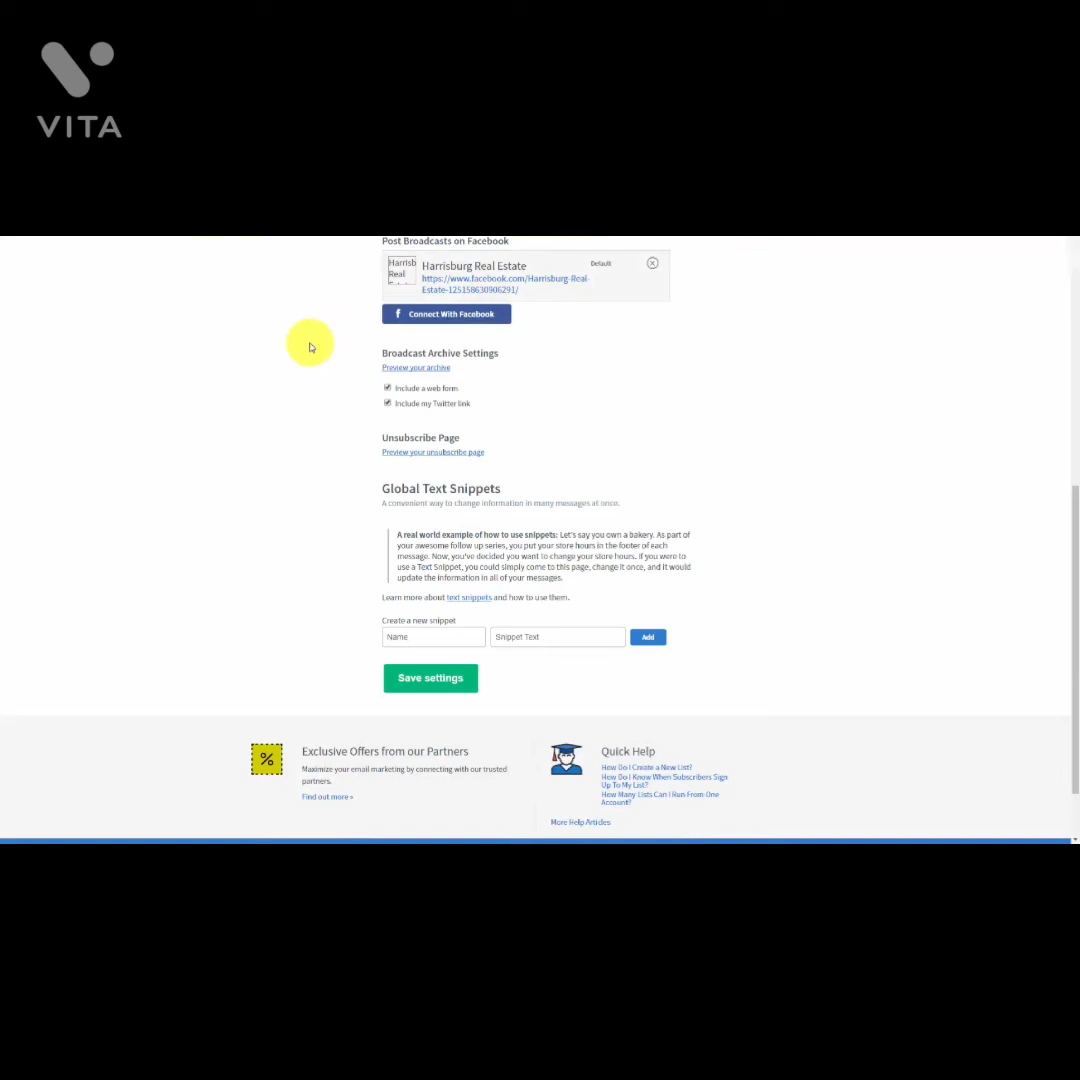 VITA
Post Broadcasts on Facebook
Harrisb
Real
Harrisburg Real Estate
Default
https://www.facebook.com/Harrisburg-Real-
Estate-125158630906291/
f Connect With Facebook
Broadcast Archive Settings
Preview your archive
Include a web form
Include my Twitter link
Unsubscribe Page
Preview your unsubscribe page
Global Text Snippets
A convenient way to change information in many messages at once.
A real world example of how to use snippets: Let's say you own a bakery. As part of
your awesome follow up series, you put your store hours in the footer of each
message. Now, you've decided you want to change your store hours. If you were to
use a Text Snippet, you could simply come to this page, change it once, and it would
update the information in all of your messages.
Learn more about text snippets and how to use them.
Create a new snippet
Name
Snippet Text
Add
Save settings
%
Exclusive Offers from our Partners
Maximize your email marketing by connecting with our trusted
partners.
Find out more »
Quick Help
How Do I Create a New List?
How Do I Know When Subscribers Sign
Up To My List?
How Many Lists Can I Run From One
Account?
More Help Articles